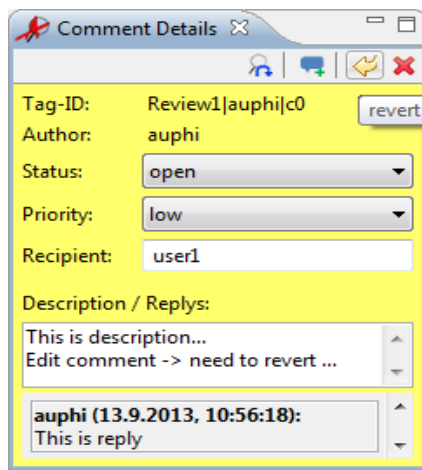 Comment Details
Tag-ID: Review1|auphi|c0
revert
Author: auphi
Status: open
Priority: low
Recipient: user1
Description / Replys:
This is description...
Edit comment -> need to revert ...
auphi (13.9.2013, 10:56:18):
This is reply